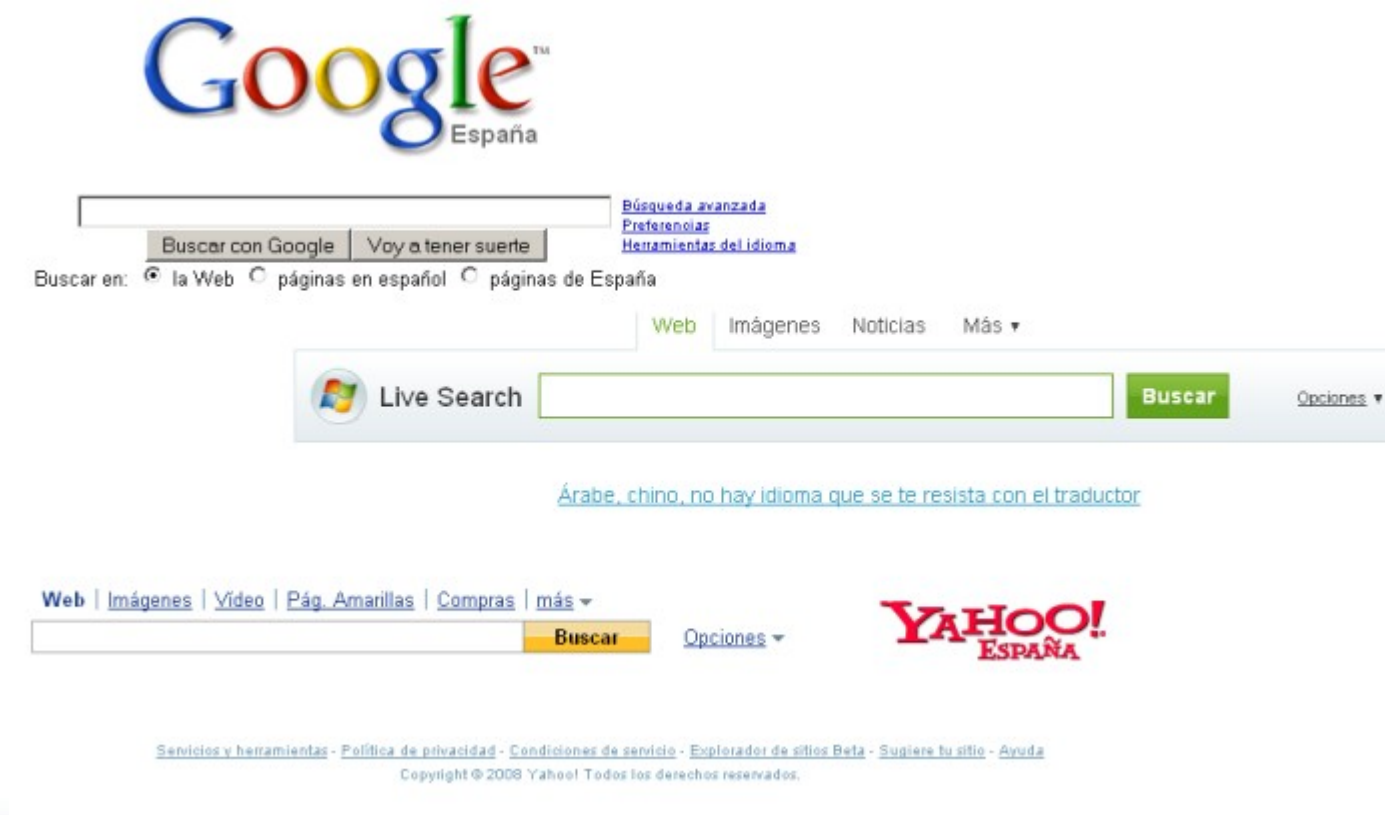 Google™
España
Búsqueda avanzada
Preferencias
Buscar con Google Voy a tener suerte Herramientas del idioma
Buscar en: la Web páginas en español páginas de España
Web Imágenes Noticias Más
Live Search Buscar Opciones
Árabe, chino, no hay idioma que se te resista con el traductor
Web | Imágenes | Vídeo | Pág. Amarillas | Compras | más
Buscar Opciones
YAHOO!
ESPAÑA
Servicios y herramientas - Política de privacidad - Condiciones de servicio - Explorador de sitios Beta - Sugiere tu sitio - Ayuda
Copyright © 2008 Yahoo! Todos los derechos reservados.